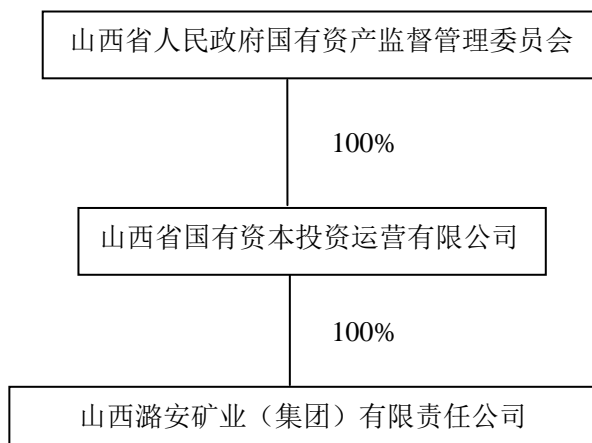 山西省人民政府国有资产监督管理委员会
100%
山西省国有资本投资运营有限公司
100%
山西潞安矿业（集团）有限责任公司